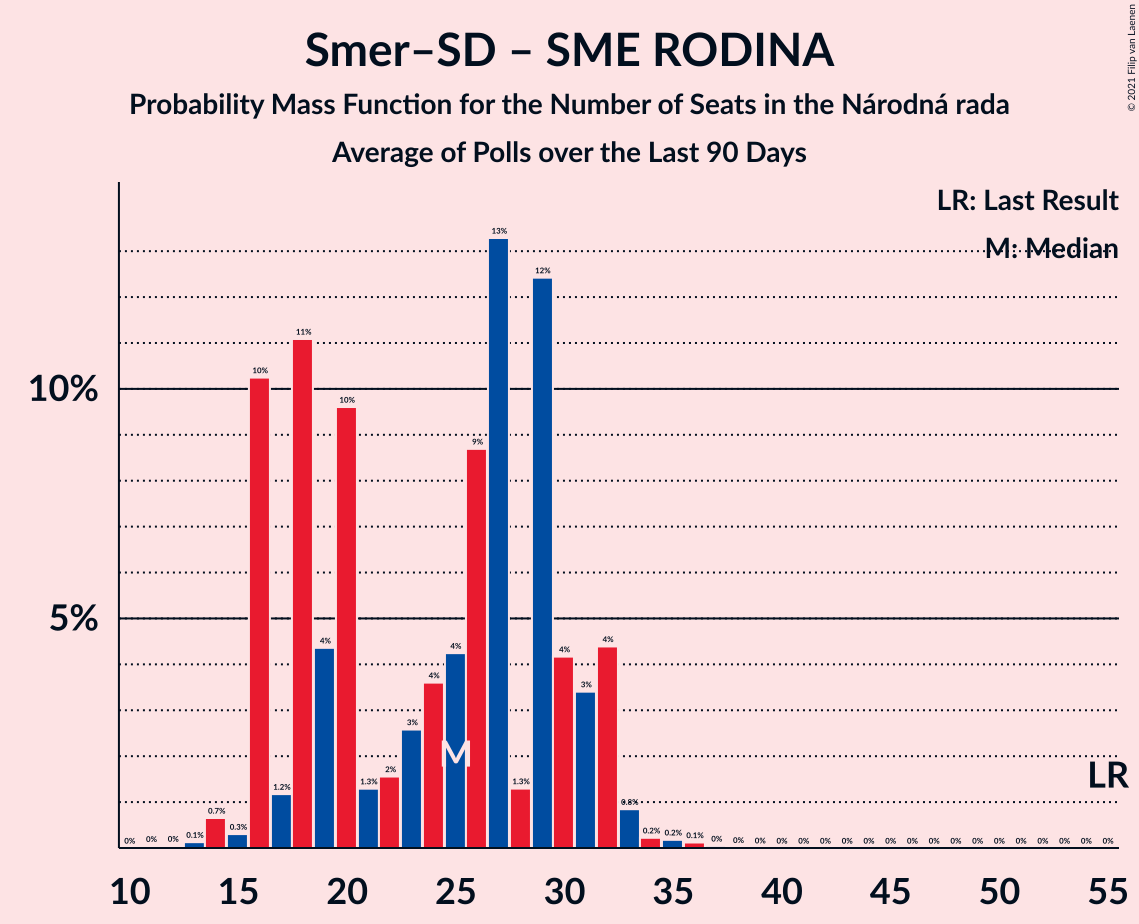 © 2021 Filip van Laenen
Smer–SD – SME RODINA
Probability Mass Function for the Number of Seats in the Národná rada
Average of Polls over the Last 90 Days
LR: Last Result
M: Median
10%
5%
0% 0% 0% 0.1% 0.7% 0.3% 10% 1.2% 11% 4% 10% 1.3% 2% 3% 4% 4% 9% 13% 1.3% 12% 4% 3% 4% 0.8% 0.2% 0.2% 0.1% 0% 0% 0% 0% 0% 0% 0% 0% 0% 0% 0% 0% 0% 0% 0% 0% 0% 0% 0%
M
LR
10 15 20 25 30 35 40 45 50 55